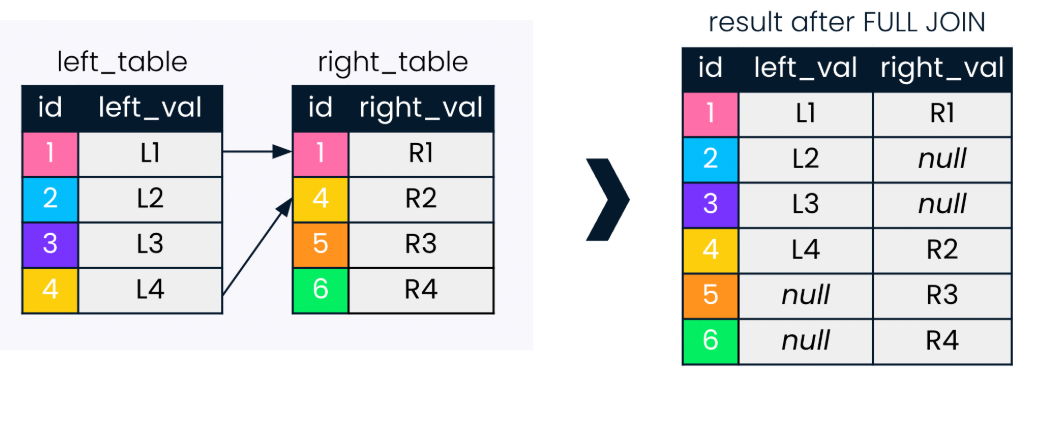 result after FULL JOIN
left_table
right_table
id left_val
1 L1
2 L2
3 L3
4 L4
id right_val
1 R1
4 R2
5 R3
6 R4
id left_val right_val
1 L1 R1
2 L2 null
3 L3 null
4 L4 R2
5 null R3
6 null R4